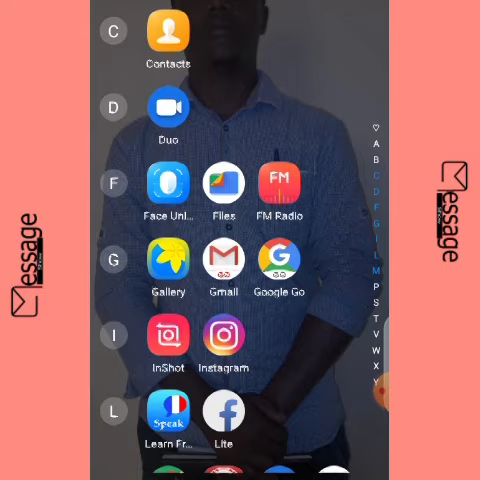 C
Contacts
D
Duo
F
FM
Face Unl... Files FM Radio
G
G
Gallery Gmail Google Go
I
InShot Instagram
L
Speak
Learn Fr... Lite
♡
A
B
C
D
F
G
I
L
M
P
S
T
V
W
X
Y
essage
essage